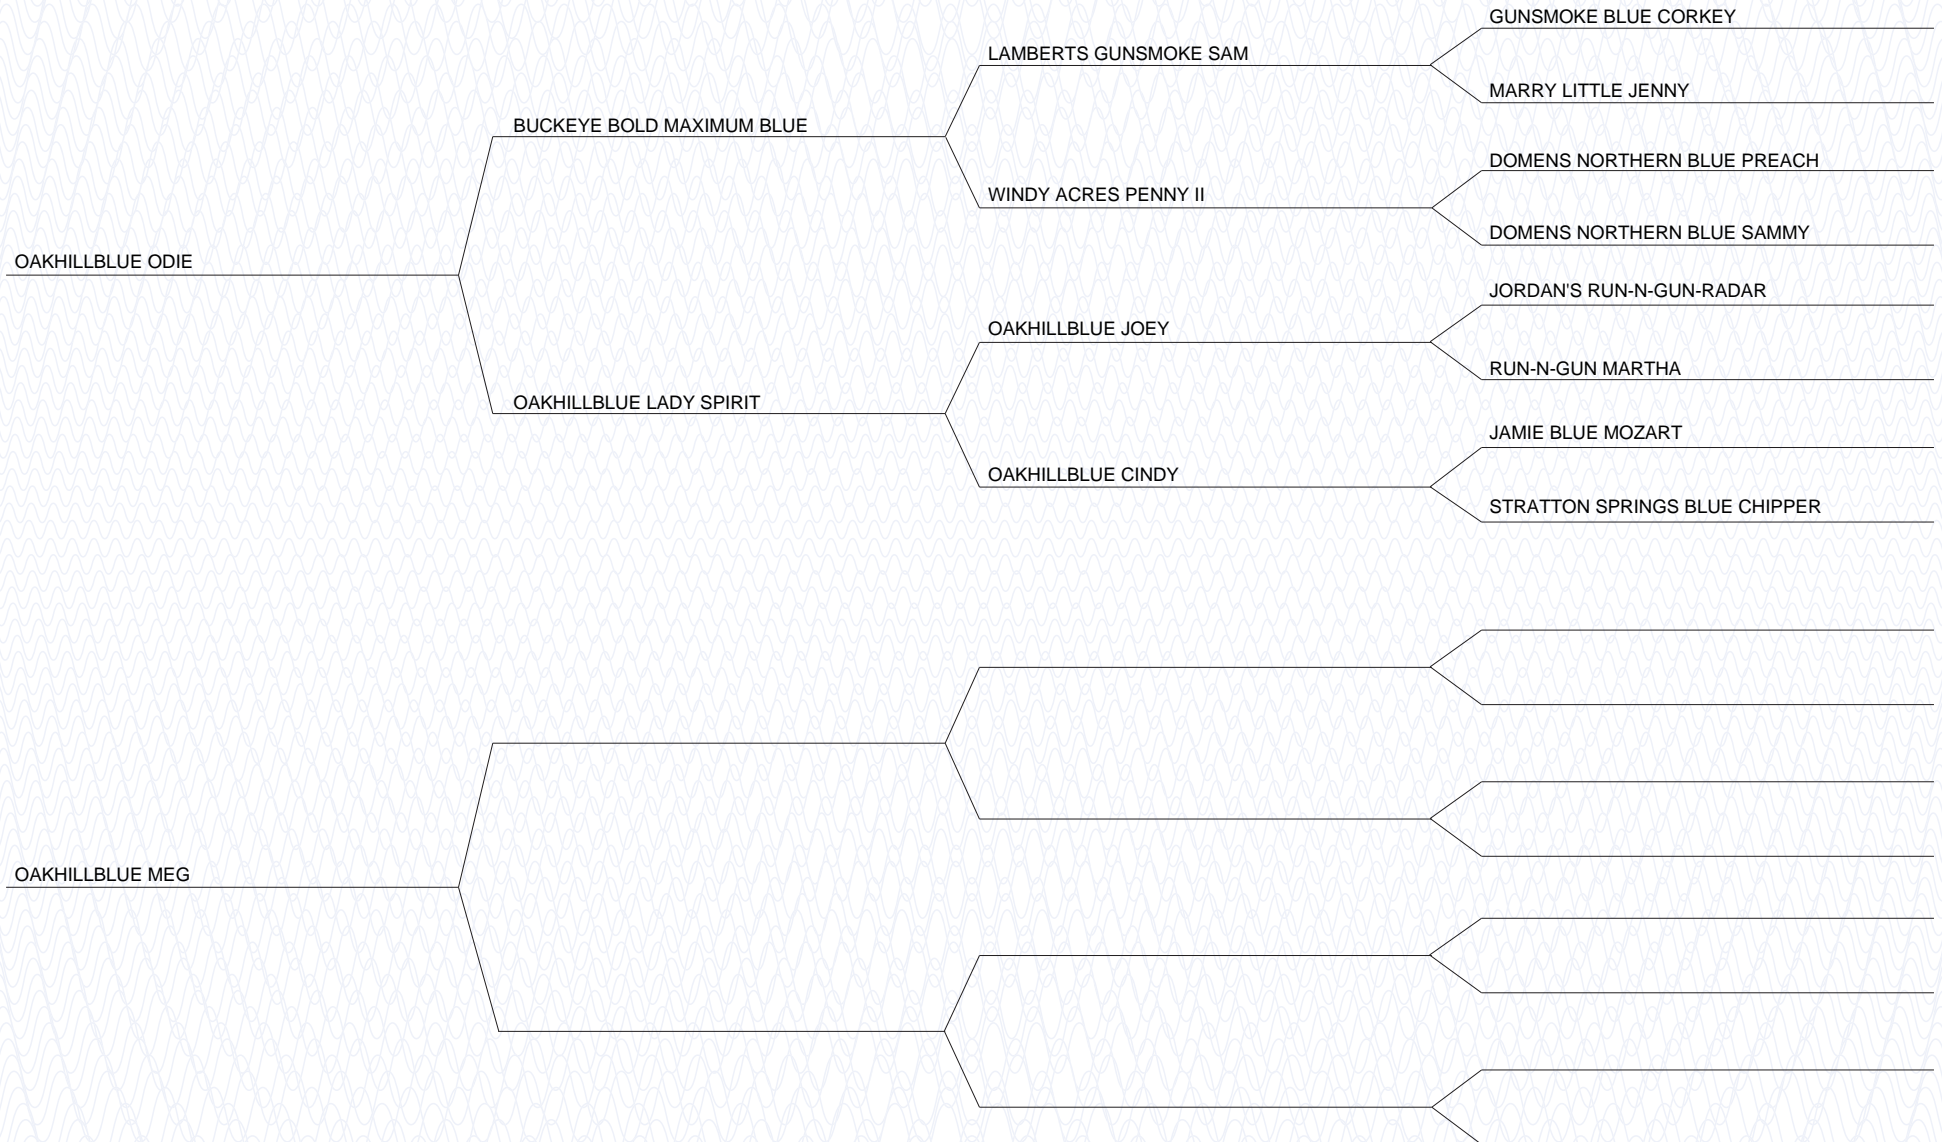 GUNSMOKE BLUE CORKEY
LAMBERTS GUNSMOKE SAM
MARRY LITTLE JENNY
BUCKEYE BOLD MAXIMUM BLUE
DOMENS NORTHERN BLUE PREACH
WINDY ACRES PENNY II
DOMENS NORTHERN BLUE SAMMY
OAKHILLBLUE ODIE
JORDAN'S RUN-N-GUN-RADAR
OAKHILLBLUE JOEY
RUN-N-GUN MARTHA
OAKHILLBLUE LADY SPIRIT
JAMIE BLUE MOZART
OAKHILLBLUE CINDY
STRATTON SPRINGS BLUE CHIPPER
OAKHILLBLUE MEG